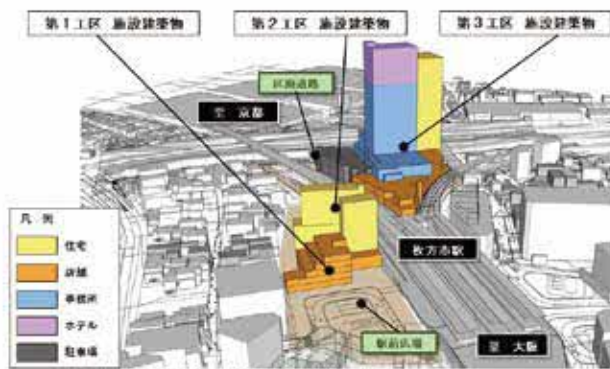 第1工区 施設建築物
第2工区 施設建築物
第3工区 施設建築物
区画道路
至 京都
凡 例
住宅
店舗
事務所
ホテル
駐車場
枚方市駅
駅前広場
至 大阪